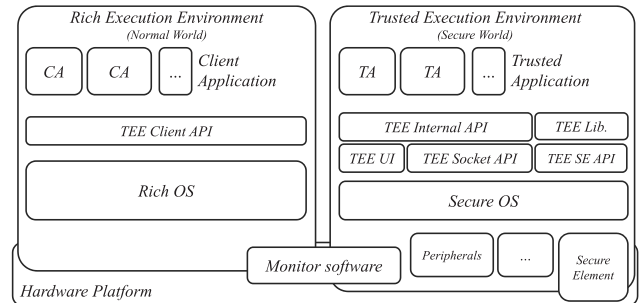 Rich Execution Environment
(Normal World)
CA
CA
...
Client
Application
TEE Client API
Rich OS
Trusted Execution Environment
(Secure World)
TA
TA
...
Trusted
Application
TEE Internal API
TEE Lib.
TEE UI
TEE Socket API
TEE SE API
Secure OS
Monitor software
Peripherals
...
Secure
Element
Hardware Platform